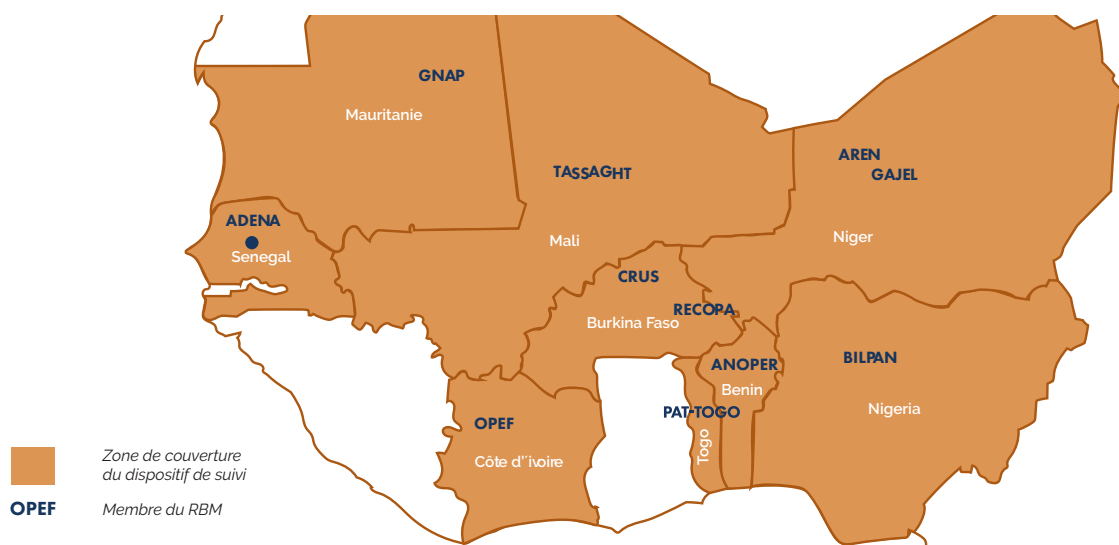 GNAP
Mauritanie
AREN
TASSAGHT
GAJEL
ADENA
Niger
Mali
Senegal
CRUS
RECOPA
Burkina Faso
BILPAN
ANOPER
Benin
PAT-TOGO
Nigeria
OPEF
Togo
Côte d'ìvoire
Zone de couverture
du dispositif de suivi
OPEF
Membre du RBM